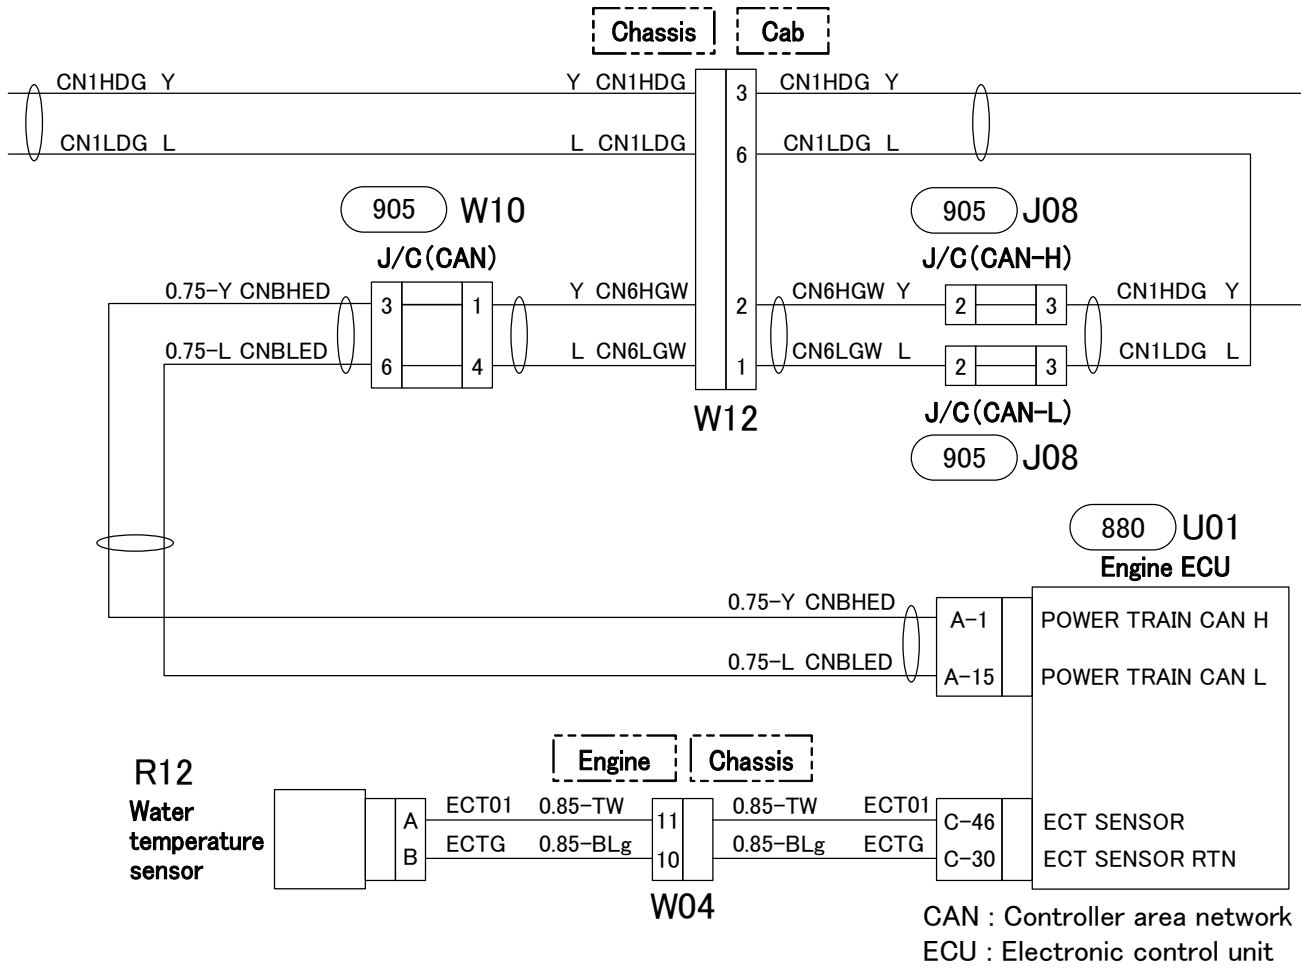 Chassis Cab
CN1HDG Y Y CN1HDG 3 CN1HDG Y
CN1LDG L L CN1LDG 6 CN1LDG L
905 W10 905 J08
J/C(CAN) J/C(CAN-H)
0.75-Y CNBHED 3 1 Y CN6HGW 2 CN6HGW Y 2 3 CN1HDG Y
0.75-L CNBLED 6 4 L CN6LGW 1 CN6LGW L 2 3 CN1LDG L
W12 J/C(CAN-L)
905 J08
880 U01
Engine ECU
0.75-Y CNBHED A-1 POWER TRAIN CAN H
0.75-L CNBLED A-15 POWER TRAIN CAN L
Engine Chassis
R12
Water
temperature
sensor
A ECT01 0.85-TW 11 0.85-TW ECT01 C-46 ECT SENSOR
B ECTG 0.85-BLg 10 0.85-BLg ECTG C-30 ECT SENSOR RTN
W04
CAN : Controller area network
ECU : Electronic control unit